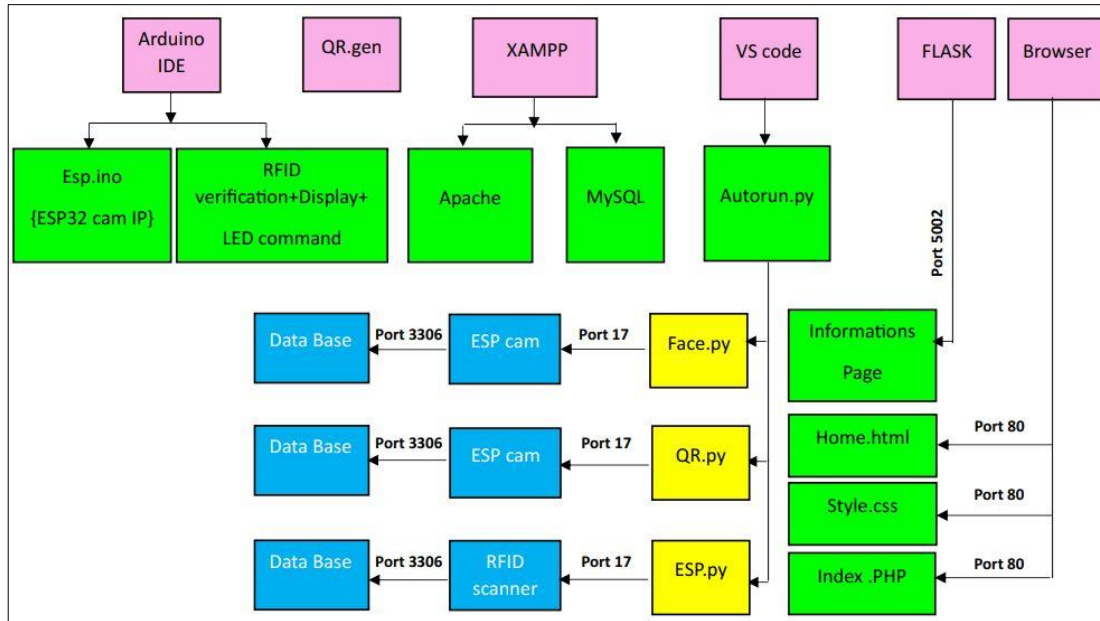 Arduino
IDE
QR.gen
XAMPP
VS code
FLASK
Browser
Esp.ino
{ESP32 cam IP}
RFID
verification+Display+
LED command
Apache
MySQL
Autorun.py
Port 5002
Data Base
Port 3306
ESP cam
Port 17
Face.py
Informations
Page
Data Base
Port 3306
ESP cam
Port 17
QR.py
Home.html
Port 80
Style.css
Port 80
Data Base
Port 3306
RFID
scanner
Port 17
ESP.py
Index .PHP
Port 80